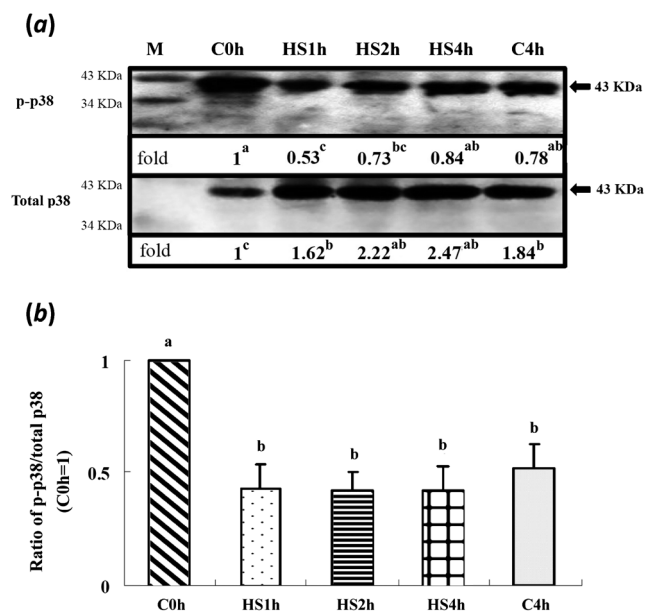 (a)
M C0h HS1h HS2h HS4h C4h
43 KDa
p-p38
34 KDa
43 KDa
fold 1a 0.53c 0.73bc 0.84ab 0.78ab
43 KDa
Total p38
34 KDa
43 KDa
fold 1c 1.62b 2.22ab 2.47ab 1.84b
(b)
Ratio of p-p38/total p38
(C0h=1)
1
0.5
0
a
b
b
b
b
C0h HS1h HS2h HS4h C4h